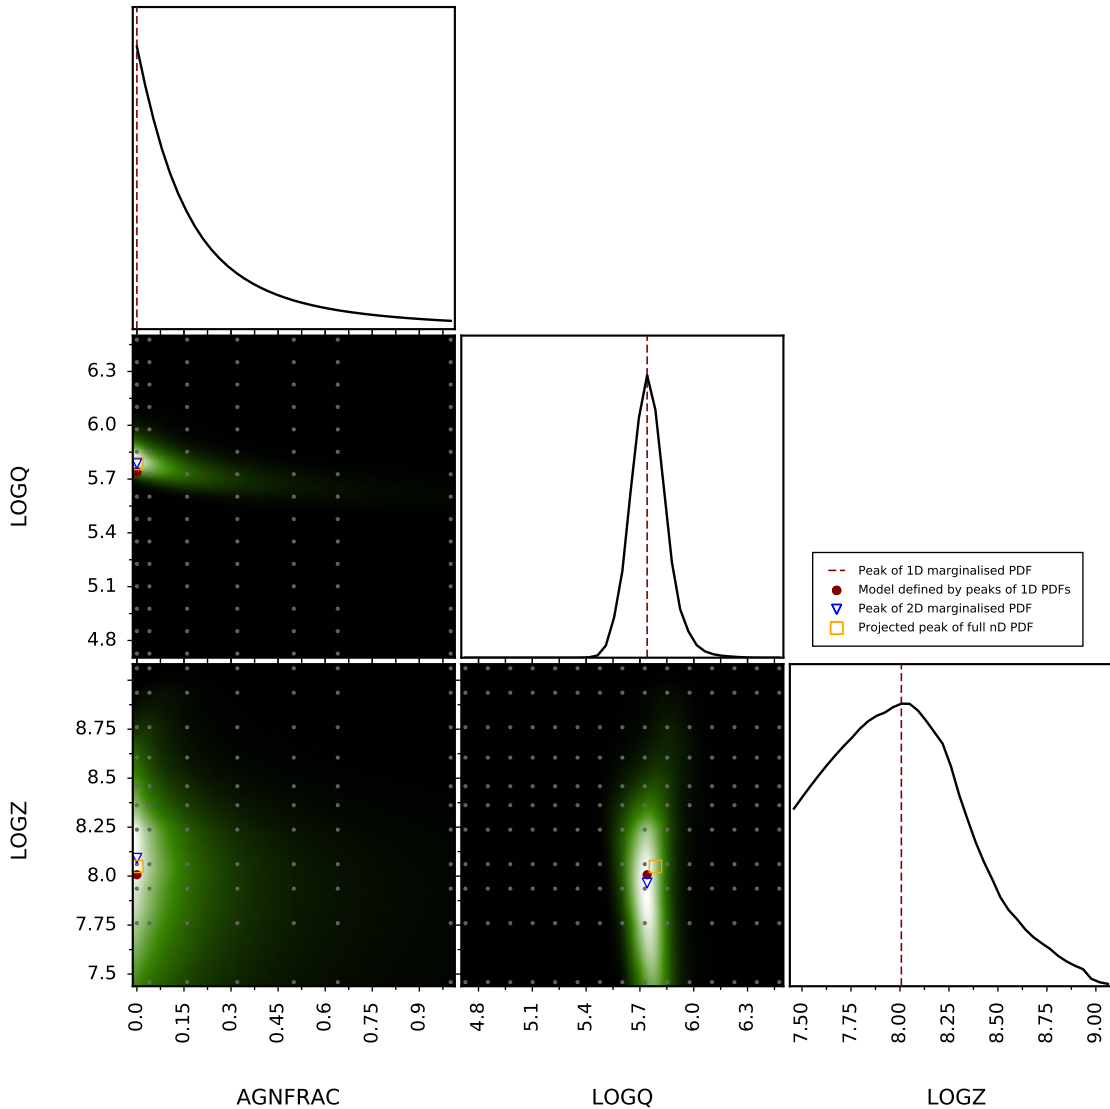 6.3
6.0
5.7
5.4
5.1
4.8
LOGQ
Peak of 1D marginalised PDF
Model defined by peaks of 1D PDFs
Peak of 2D marginalised PDF
Projected peak of full nD PDF
8.75
8.5
8.25
8.0
7.75
7.5
LOGZ
0.0 0.15 0.3 0.45 0.6 0.75 0.9
4.8 5.1 5.4 5.7 6.0 6.3
7.50 7.75 8.00 8.25 8.50 8.75 9.00
AGNFRAC LOGQ LOGZ